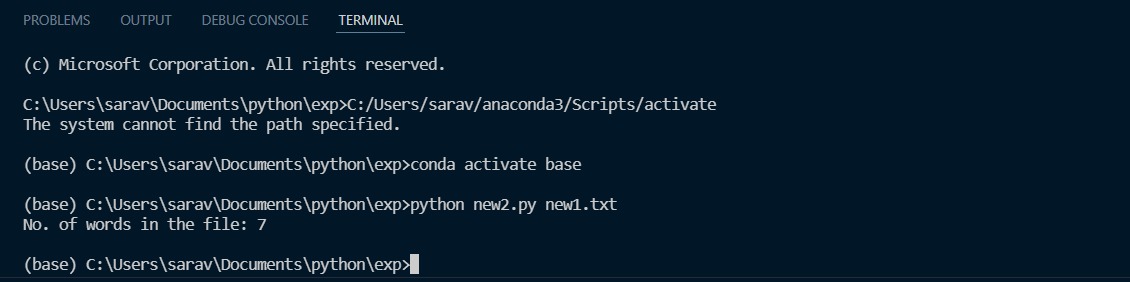 PROBLEMS OUTPUT DEBUG CONSOLE TERMINAL
(c) Microsoft Corporation. All rights reserved.
C:\Users\sarav\Documents\python\exp>C:/Users/sarav/anaconda3/Scripts/activate
The system cannot find the path specified.
(base) C:\Users\sarav\Documents\python\exp>conda activate base
(base) C:\Users\sarav\Documents\python\exp>python new2.py new1.txt
No. of words in the file: 7
(base) C:\Users\sarav\Documents\python\exp>